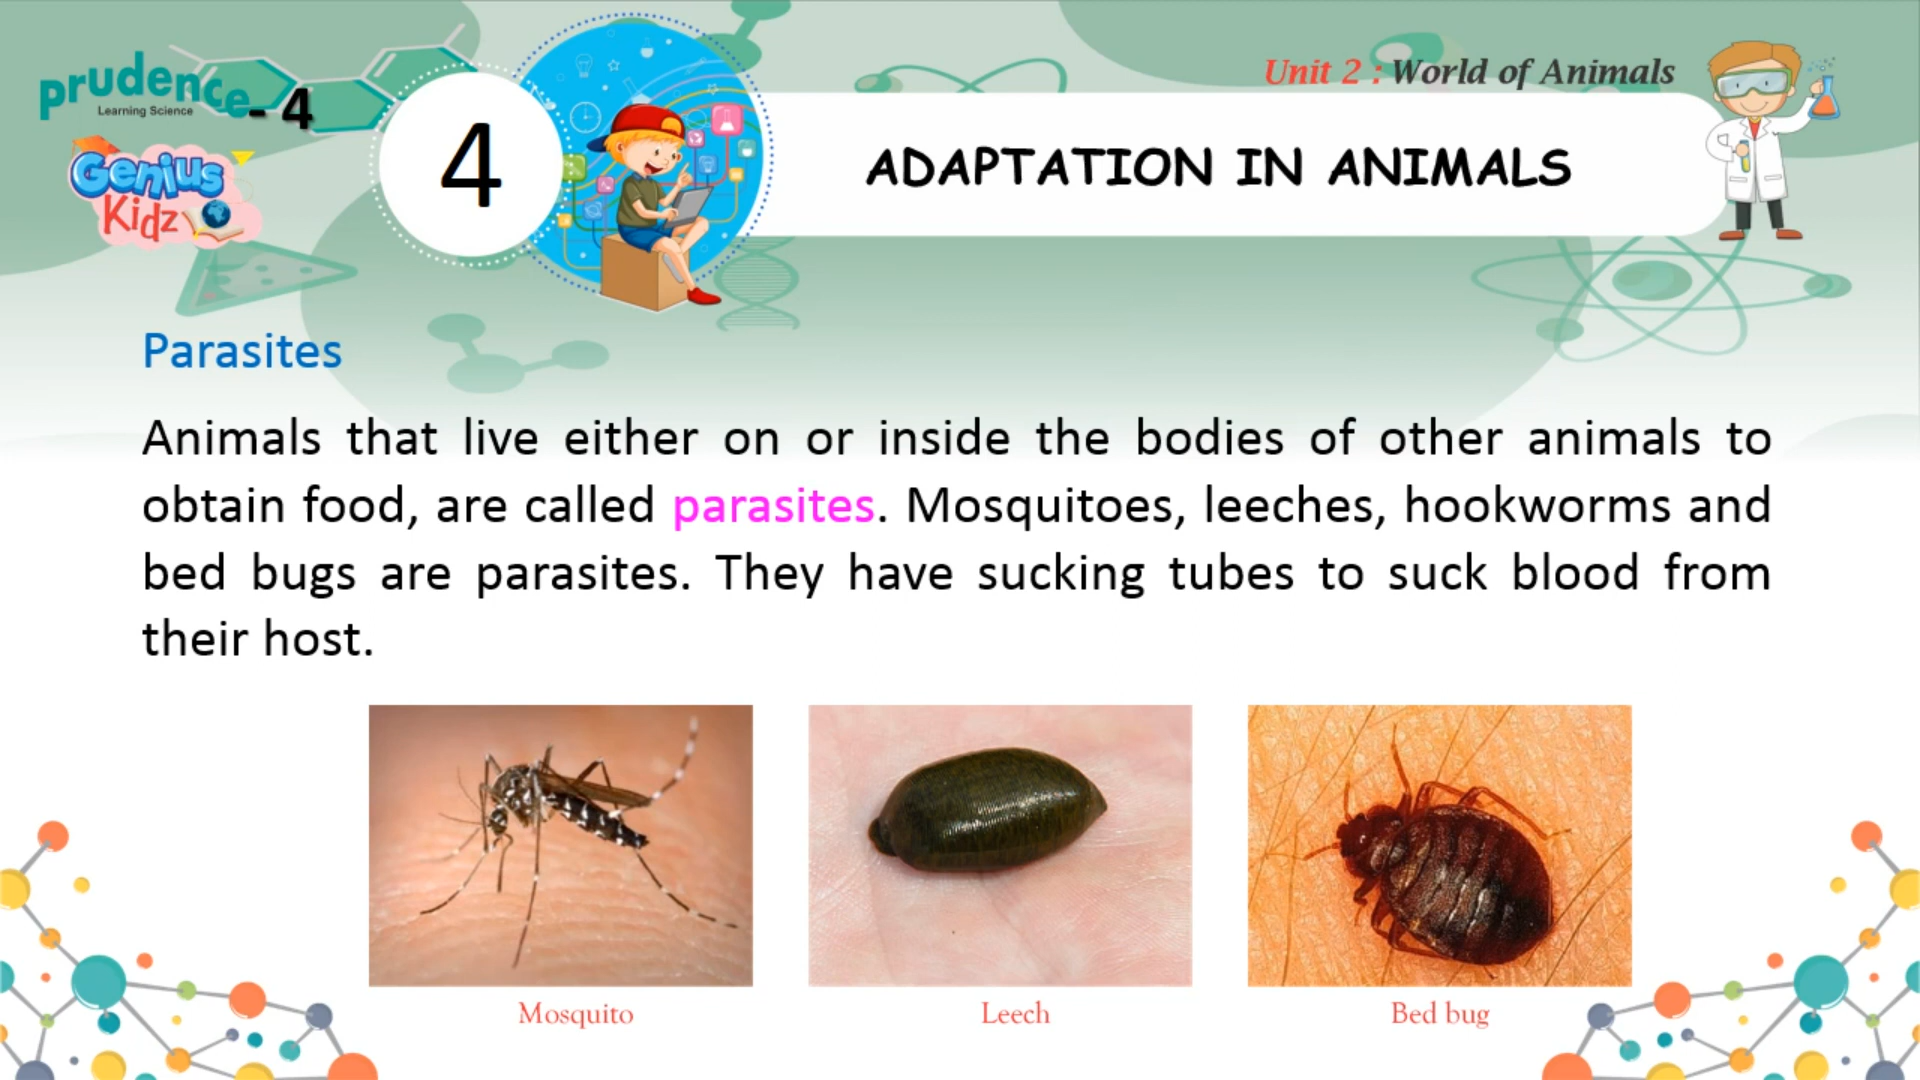 prudence - 4
Learning Science
Genius
Kidz
4
Unit 2 : World of Animals
ADAPTATION IN ANIMALS
Parasites
Animals that live either on or inside the bodies of other animals to
obtain food, are called parasites. Mosquitoes, leeches, hookworms and
bed bugs are parasites. They have sucking tubes to suck blood from
their host.
Mosquito
Leech
Bed bug